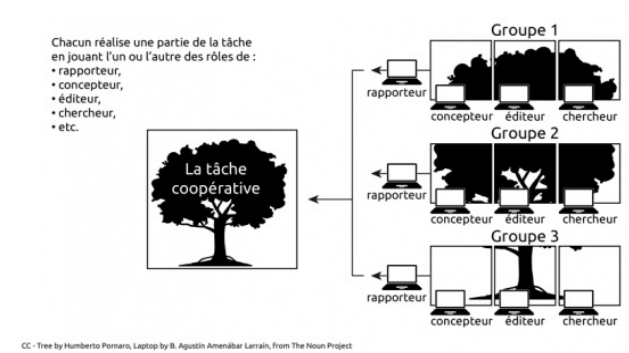 Chacun réalise une partie de la tâche
en jouant l'un ou l'autre des rôles de :
• rapporteur,
• concepteur,
• éditeur,
• chercheur,
• etc.
La tâche
coopérative
Groupe 1
rapporteur
concepteur éditeur chercheur
Groupe 2
rapporteur
concepteur éditeur chercheur
Groupe 3
rapporteur
concepteur éditeur chercheur
CC - Tree by Humberto Pornaro, Laptop by B. Agustín Amenábar Larraín, from The Noun Project